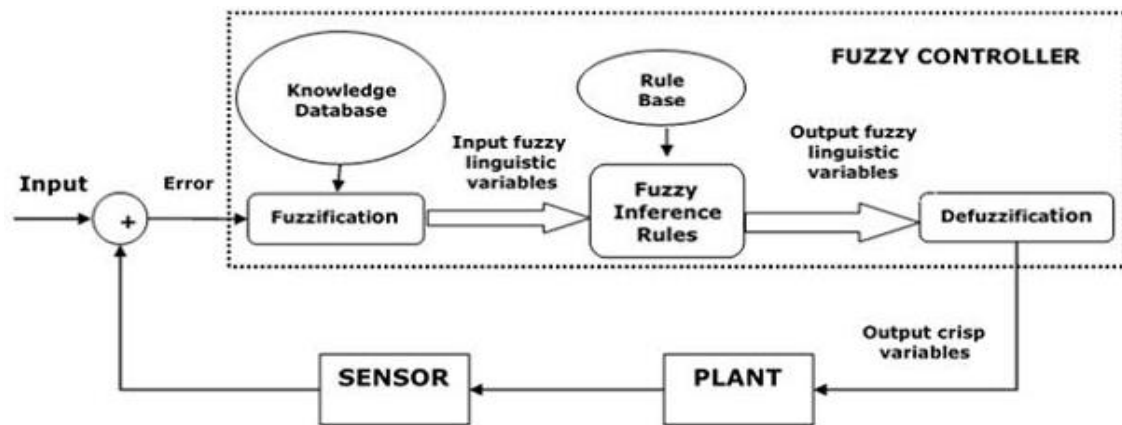 FUZZY CONTROLLER
Knowledge
Database
Rule
Base
Input fuzzy
linguistic
variables
Output fuzzy
linguistic
variables
Input
Error
+
Fuzzification
Fuzzy
Inference
Rules
Defuzzification
Output crisp
variables
SENSOR
PLANT